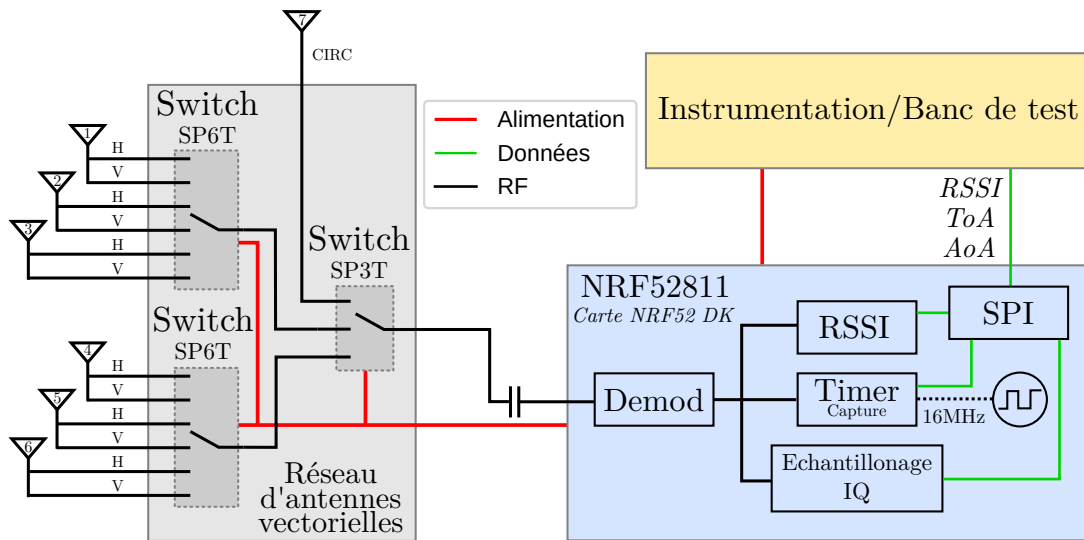 7
CIRC
Switch
SP6T
1
H
V
2
H
V
3
H
V
Switch
SP6T
4
H
V
5
H
V
6
H
V
Switch
SP3T
Réseau
d'antennes
vectorielles
Alimentation
Données
RF
Instrumentation/Banc de test
RSSI
ToA
AoA
NRF52811
Carte NRF52 DK
Demod
RSSI
SPI
Timer
Capture
16MHz
Echantillonage
IQ